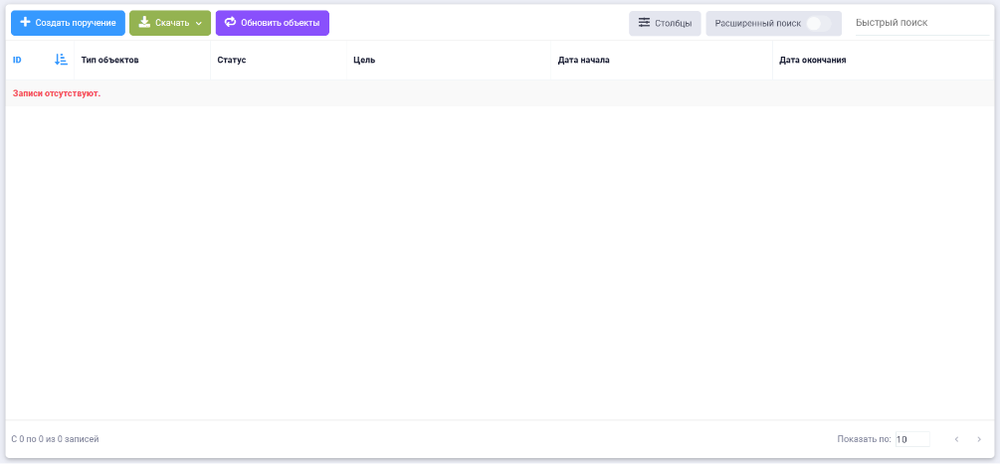 Создать поручение Скачать Обновить объекты Столбцы Расширенный поиск Быстрый поиск
ID Тип объектов Статус Цель Дата начала Дата окончания
Записи отсутствуют.
С 0 по 0 из 0 записей Показать по: 10